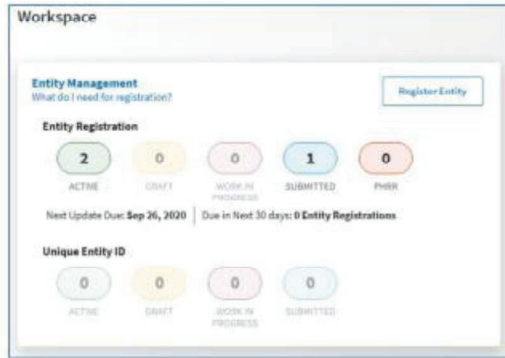 Workspace
Entity Management
Register Entity
What do I need for registration?
Entity Registration
2 0 0 1 0
ACTIVE DRAFT WORK IN PROGRESS SUBMITTED PHRR
Next Update Due: Sep 26, 2020 Due in Next 30 days: 0 Entity Registrations
Unique Entity ID
0 0 0 0
ACTIVE DRAFT WORK IN PROGRESS SUBMITTED